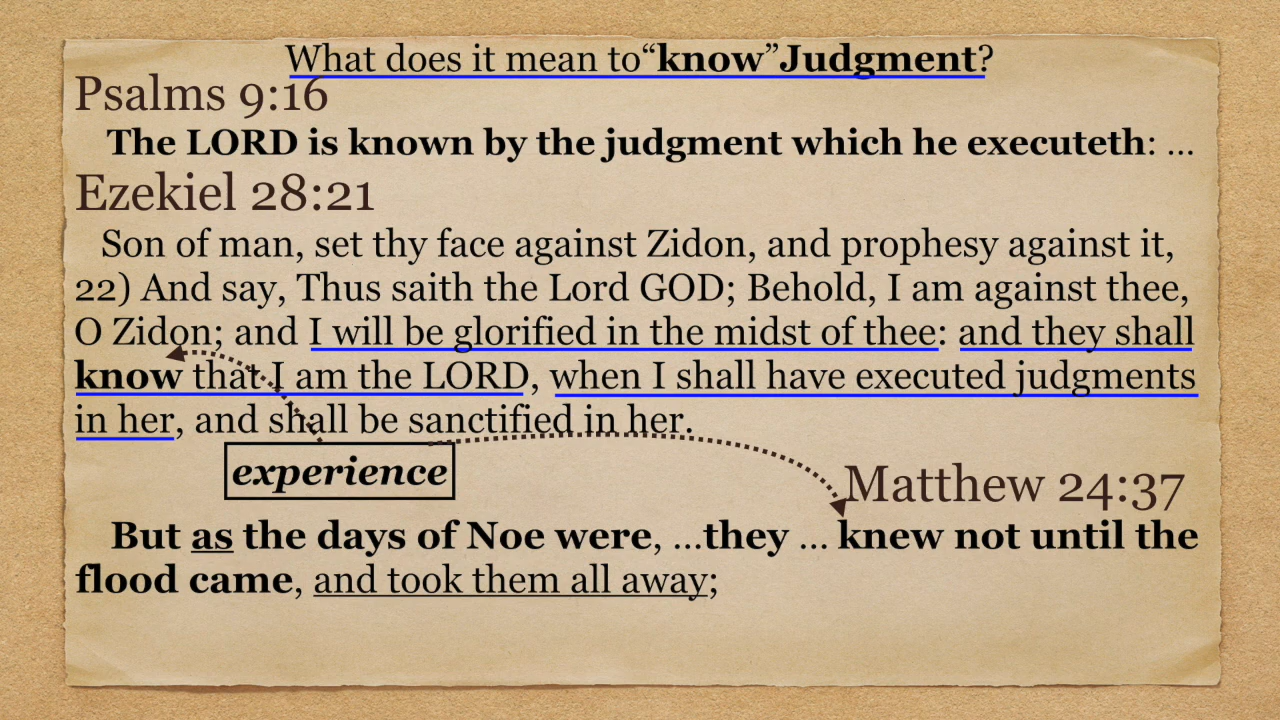 What does it mean to“know”Judgment?
Psalms 9:16
The LORD is known by the judgment which he executeth: ...
Ezekiel 28:21
Son of man, set thy face against Zidon, and prophesy against it,
22) And say, Thus saith the Lord GOD; Behold, I am against thee,
O Zidon; and I will be glorified in the midst of thee: and they shall
know that I am the LORD, when I shall have executed judgments
in her, and shall be sanctified in her.
experience
Matthew 24:37
But as the days of Noe were, ...they ... knew not until the
flood came, and took them all away;